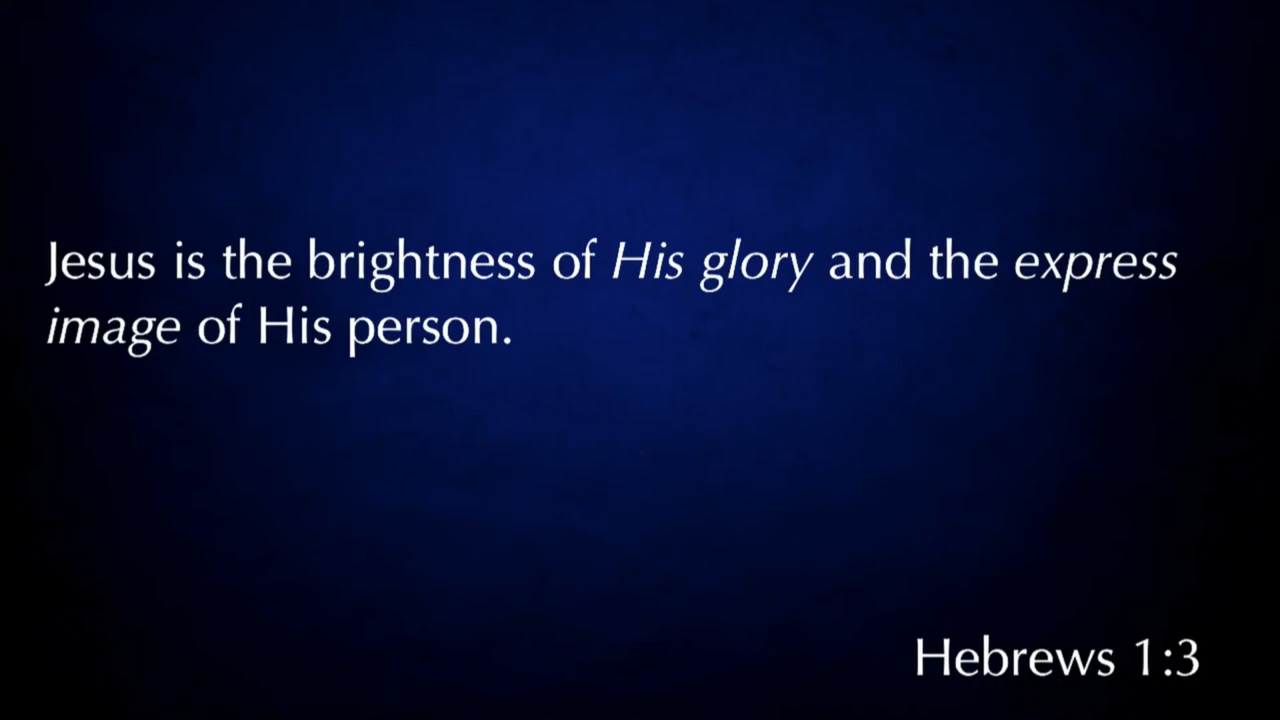 Jesus is the brightness of His glory and the express
image of His person.
Hebrews 1:3